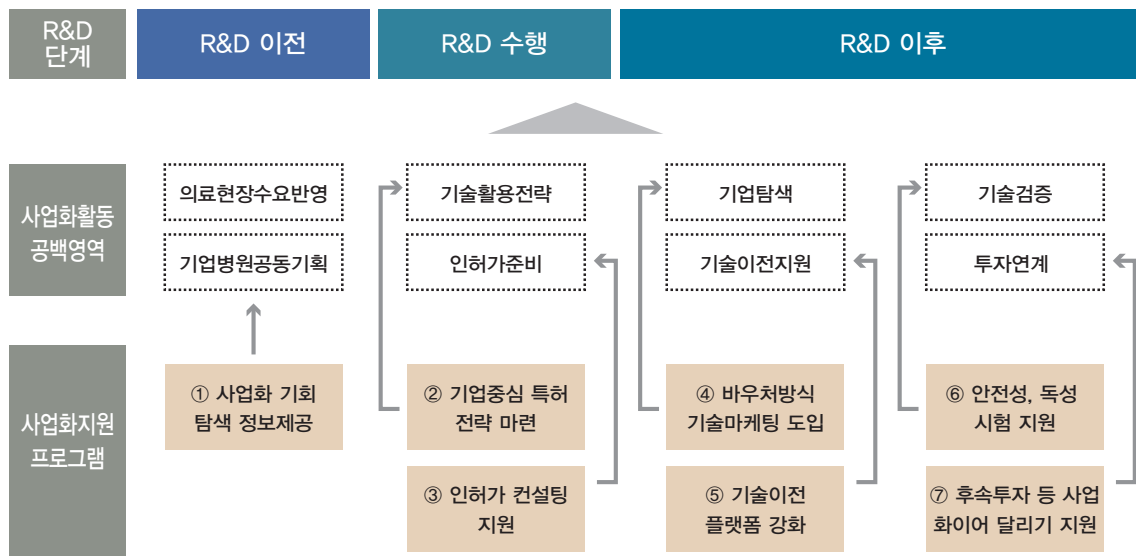 R&D
단계
R&D 이전
R&D 수행
R&D 이후
사업화활동
공백영역
의료현장수요반영
기술활용전략
기업탐색
기술검증
기업병원공동기획
인허가준비
기술이전지원
투자연계
사업화지원
프로그램
① 사업화 기회
탐색 정보제공
② 기업중심 특허
전략 마련
④ 바우처방식
기술마케팅 도입
⑥ 안전성, 독성
시험 지원
③ 인허가 컨설팅
지원
⑤ 기술이전
플랫폼 강화
⑦ 후속투자 등 사업
화이어 달리기 지원